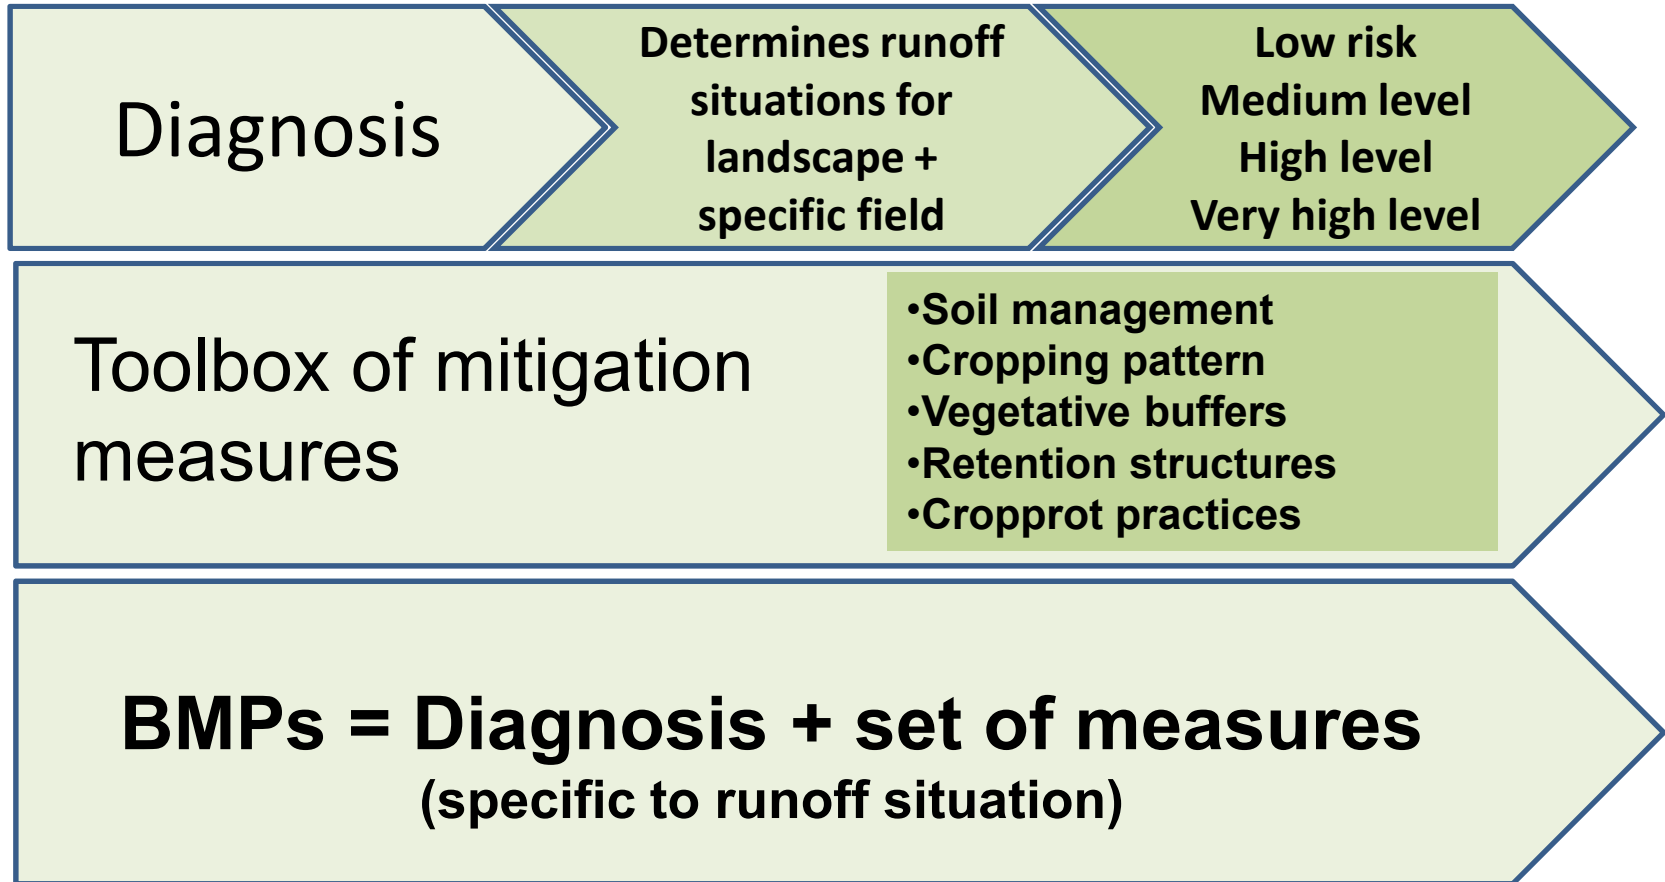 Diagnosis
Determines runoff
situations for
landscape +
specific field
Low risk
Medium level
High level
Very high level
Toolbox of mitigation
measures
•Soil management
•Cropping pattern
•Vegetative buffers
•Retention structures
•Cropprot practices
BMPs = Diagnosis + set of measures
(specific to runoff situation)